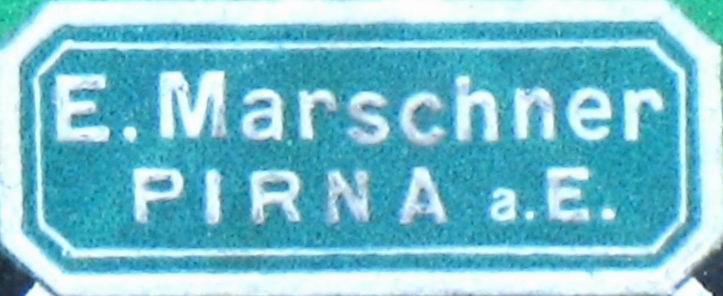 E. Marschner
PIRNA a. E.